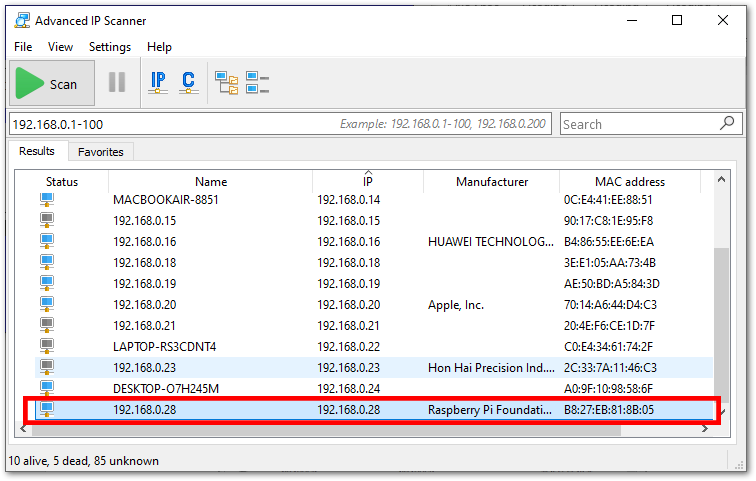 Advanced IP Scanner
File View Settings Help
Scan IP C
192.168.0.1-100 Example: 192.168.0.1-100, 192.168.0.200 Search
Results Favorites
Status Name IP Manufacturer MAC address
MACBOOKAIR-8851 192.168.0.14 0C:E4:41:EE:88:51
192.168.0.15 192.168.0.15 90:17:C8:1E:95:F8
192.168.0.16 192.168.0.16 HUAWEI TECHNOLOG... B4:86:55:EE:6E:EA
192.168.0.18 192.168.0.18 3E:E1:05:AA:73:4B
192.168.0.19 192.168.0.19 AE:50:BD:A5:84:3D
192.168.0.20 192.168.0.20 Apple, Inc. 70:14:A6:44:D4:C3
192.168.0.21 192.168.0.21 20:4E:F6:CE:1D:7F
LAPTOP-RS3CDNT4 192.168.0.22 C0:E4:34:61:74:2F
192.168.0.23 192.168.0.23 Hon Hai Precision Ind.... 2C:33:7A:11:46:C3
DESKTOP-O7H245M 192.168.0.24 A0:9F:10:98:58:6F
192.168.0.28 192.168.0.28 Raspberry Pi Foundati... B8:27:EB:81:8B:05
10 alive, 5 dead, 85 unknown